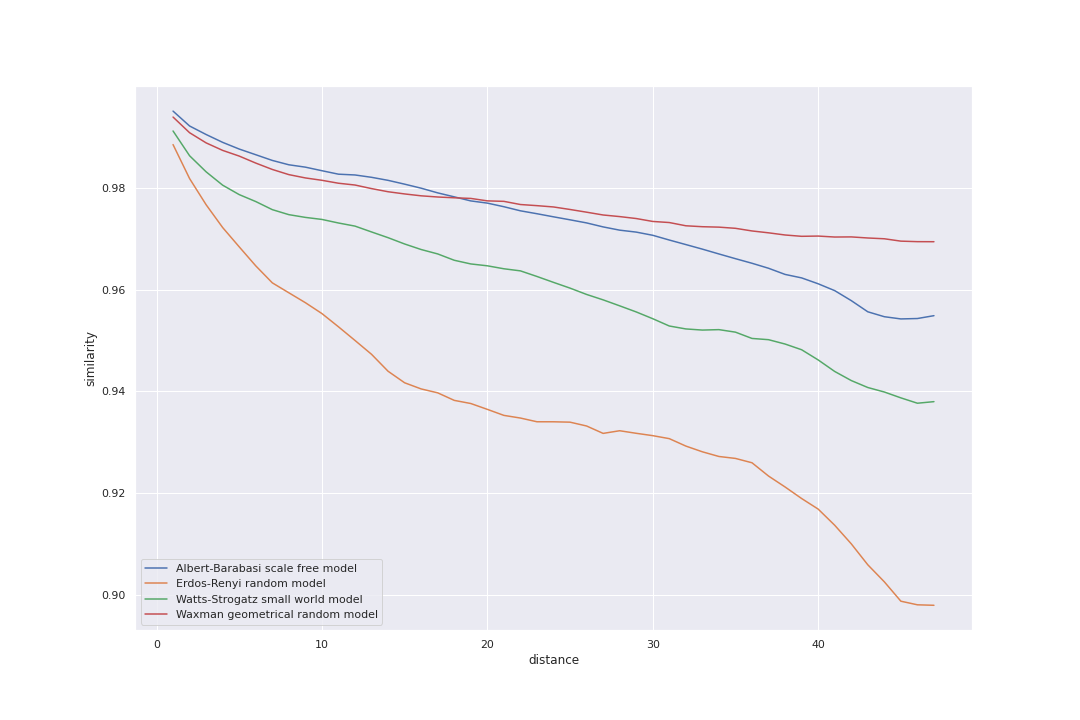 0.98
0.96
0.94
0.92
0.90
similarity
Albert-Barabasi scale free model
Erdos-Renyi random model
Watts-Strogatz small world model
Waxman geometrical random model
0 10 20 30 40
distance